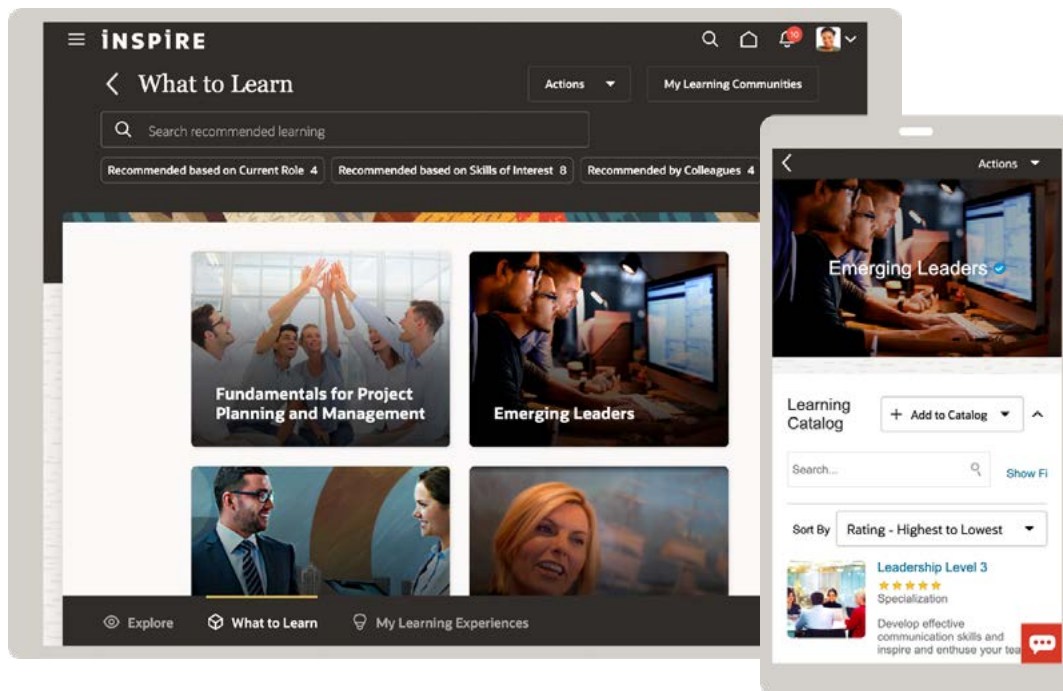 iNSPiRE
10
What to Learn
Actions
My Learning Communities
Search recommended learning
Recommended based on Current Role 4
Recommended based on Skills of Interest 8
Recommended by Colleagues 4
Fundamentals for Project
Planning and Management
Emerging Leaders
Explore
What to Learn
My Learning Experiences
Actions
Emerging Leaders
Learning
Catalog
+ Add to Catalog
Search...
Show Fi
Sort By
Rating - Highest to Lowest
Leadership Level 3
Specialization
Develop effective
communication skills and
inspire and enthuse your tea